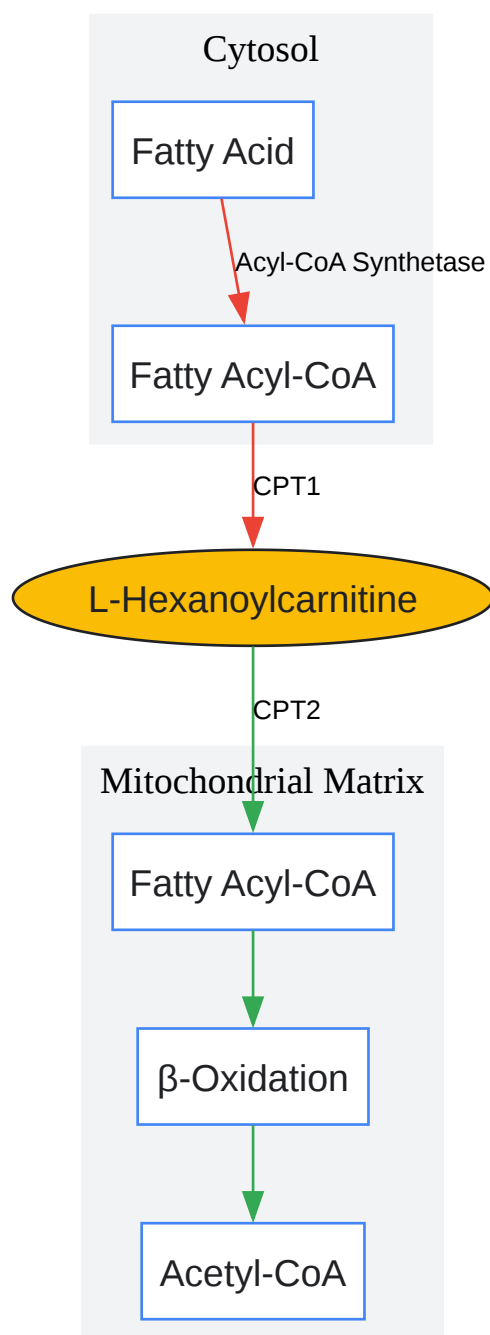 Cytosol
Fatty Acid
Acyl-CoA Synthetase
Fatty Acyl-CoA
CPT1
L-Hexanoylcarnitine
CPT2
Mitochondrial Matrix
Fatty Acyl-CoA
β-Oxidation
Acetyl-CoA